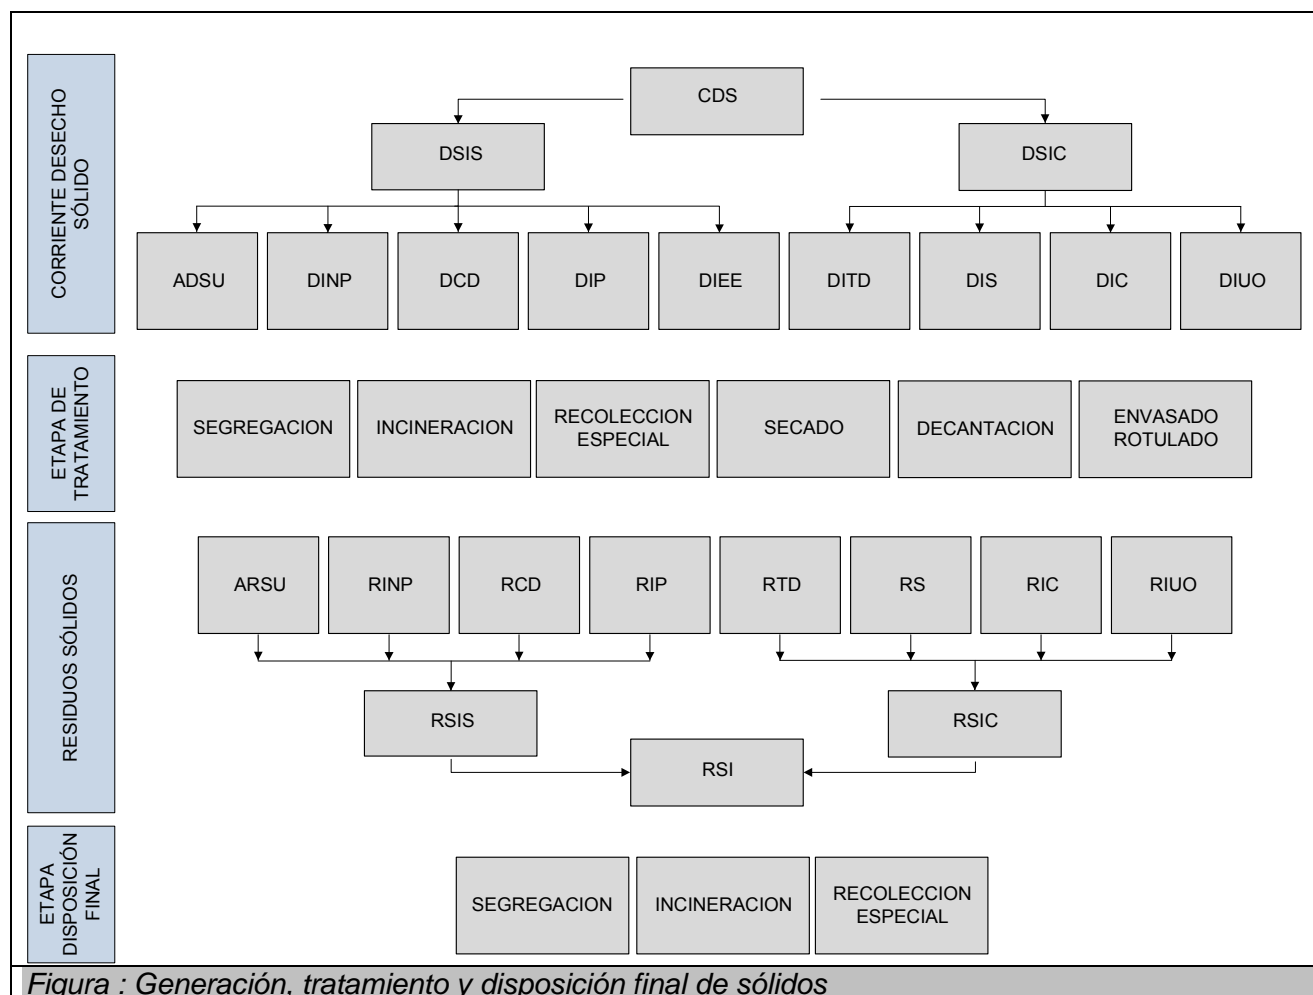 CORRIENTE DESECHO
SÓLIDO
CDS
DSIS
DSIC
ADSU
DINP
DCD
DIP
DIEE
DITD
DIS
DIC
DIUO
ETAPA DE
TRATAMIENTO
SEGREGACION
INCINERACION
RECOLECCION
ESPECIAL
SECADO
DECANTACION
ENVASADO
ROTULADO
RESIDUOS SÓLIDOS
ARSU
RINP
RCD
RIP
RTD
RS
RIC
RIUO
RSIS
RSIC
RSI
ETAPA
DISPOSICIÓN
FINAL
SEGREGACION
INCINERACION
RECOLECCION
ESPECIAL
Figura : Generación, tratamiento y disposición final de sólidos